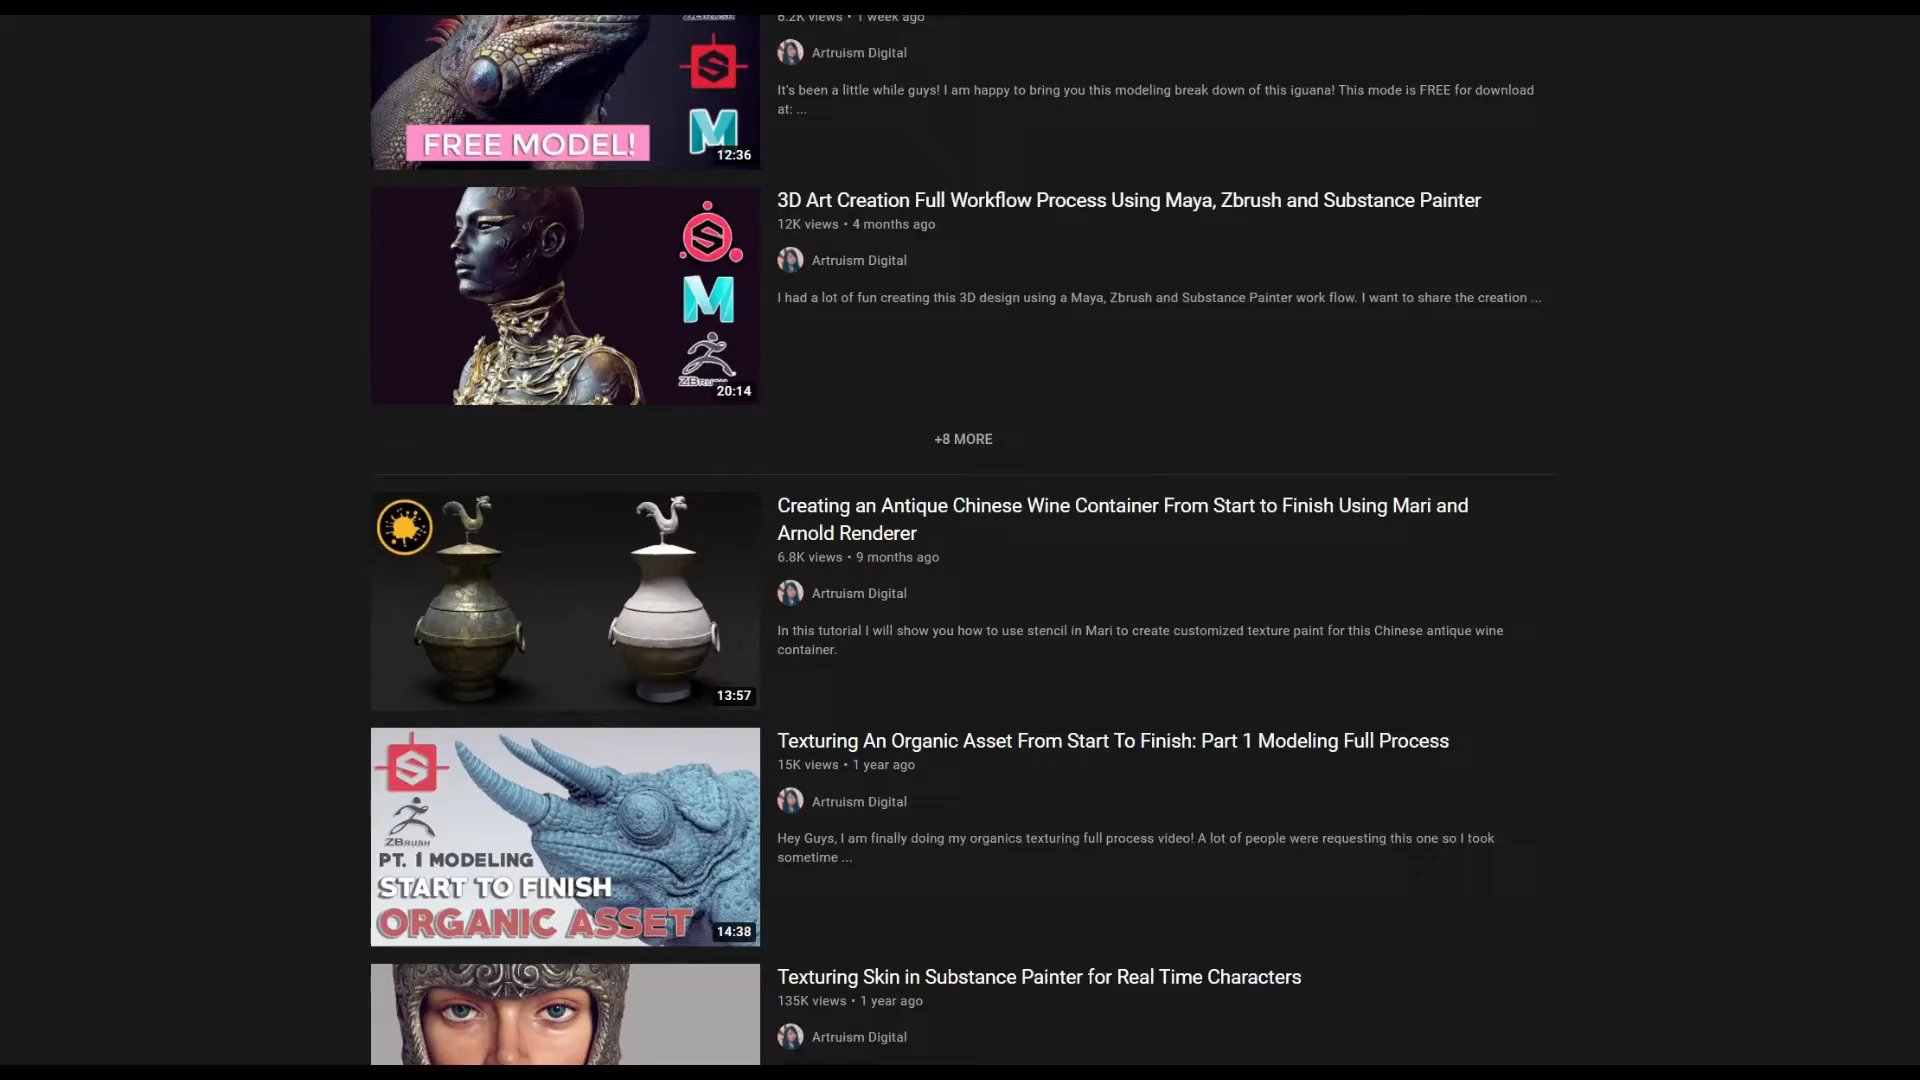 6.2K views • 1 week ago
Artruism Digital
It's been a little while guys! I am happy to bring you this modeling break down of this iguana! This mode is FREE for download
at: ...
FREE MODEL!
12:36
3D Art Creation Full Workflow Process Using Maya, Zbrush and Substance Painter
12K views • 4 months ago
Artruism Digital
I had a lot of fun creating this 3D design using a Maya, Zbrush and Substance Painter work flow. I want to share the creation ...
ZBRUSH
20:14
+8 MORE
Creating an Antique Chinese Wine Container From Start to Finish Using Mari and
Arnold Renderer
6.8K views • 9 months ago
Artruism Digital
In this tutorial I will show you how to use stencil in Mari to create customized texture paint for this Chinese antique wine
container.
13:57
Texturing An Organic Asset From Start To Finish: Part 1 Modeling Full Process
15K views • 1 year ago
Artruism Digital
Hey Guys, I am finally doing my organics texturing full process video! A lot of people were requesting this one so I took
sometime ...
ZBRUSH
PT. 1 MODELING
START TO FINISH
ORGANIC ASSET
14:38
Texturing Skin in Substance Painter for Real Time Characters
135K views • 1 year ago
Artruism Digital